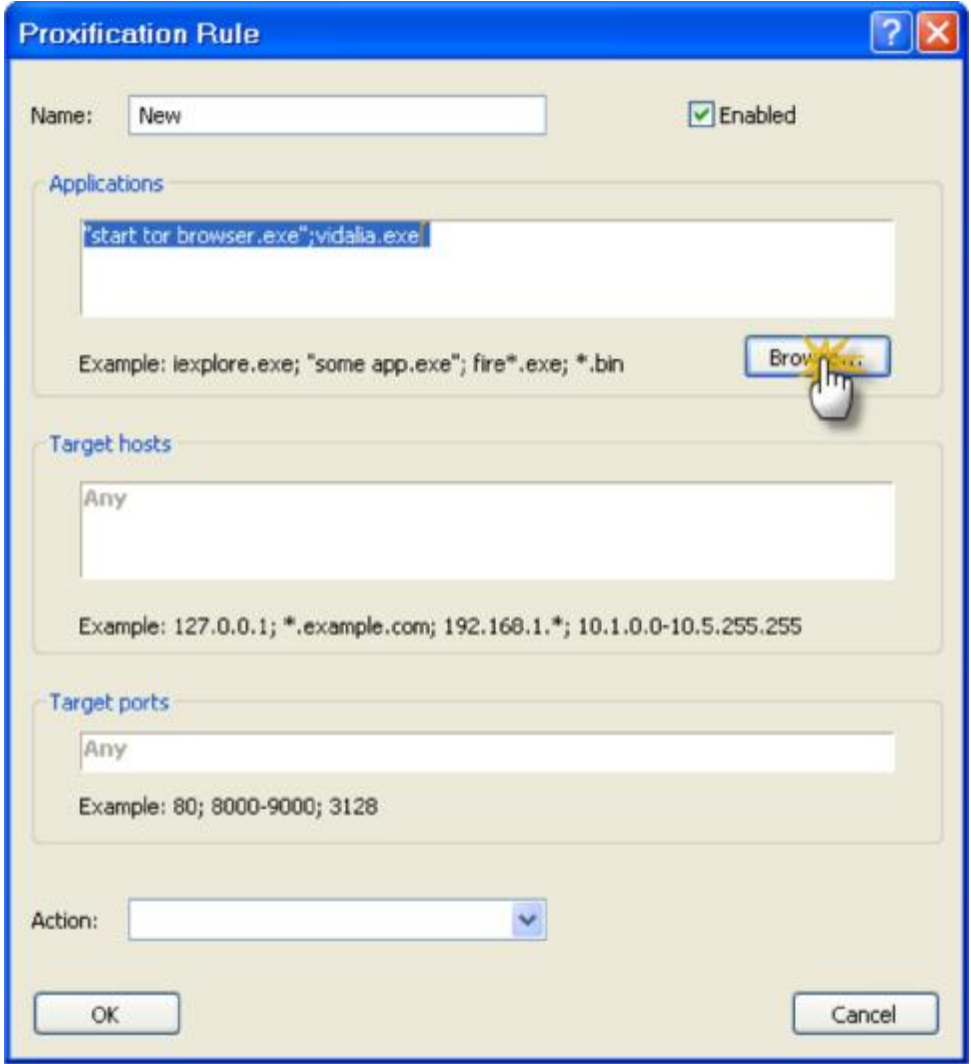 Proxification Rule
Name: New Enabled
Applications
"start tor browser.exe";vidalia.exe
Example: iexplore.exe; "some app.exe"; fire*.exe; *.bin
Target hosts
Any
Example: 127.0.0.1; *.example.com; 192.168.1.*; 10.1.0.0-10.5.255.255
Target ports
Any
Example: 80; 8000-9000; 3128
Action:
OK Cancel